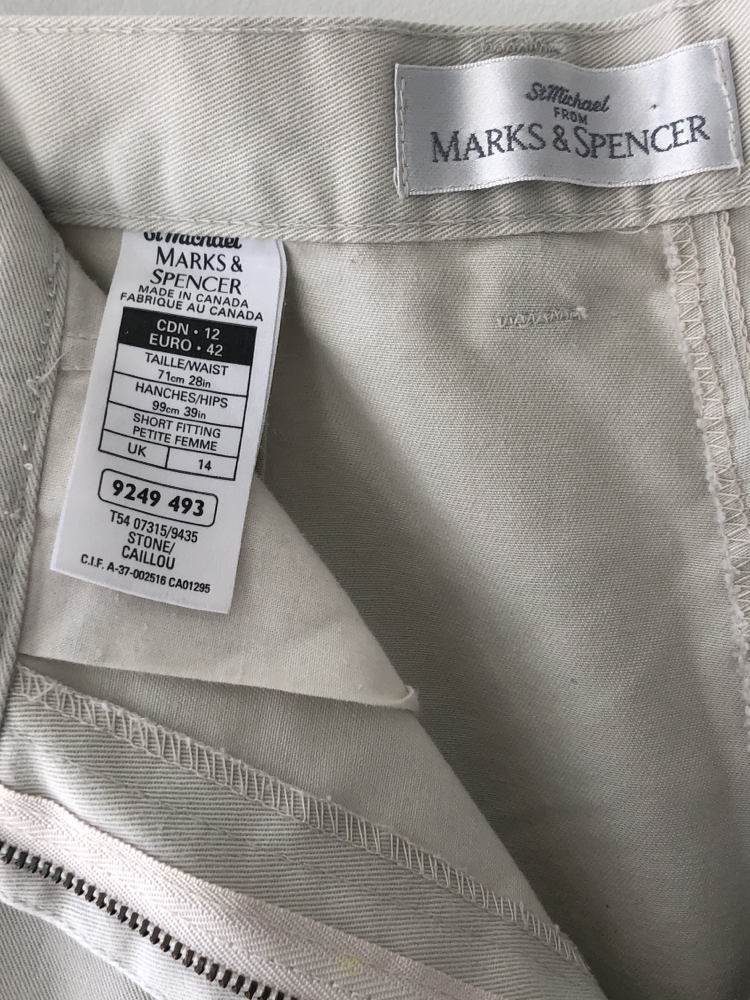 St Michael
FROM
MARKS & SPENCER
St Michael
MARKS &
SPENCER
MADE IN CANADA
FABRIQUE AU CANADA
CDN • 12
EURO • 42
TAILLE/WAIST
71cm 28in
HANCHES/HIPS
99cm 39in
SHORT FITTING
PETITE FEMME
UK 14
9249 493
T54 07315/9435
STONE/
CAILLOU
C.I.F. A-37-002516 CA01295